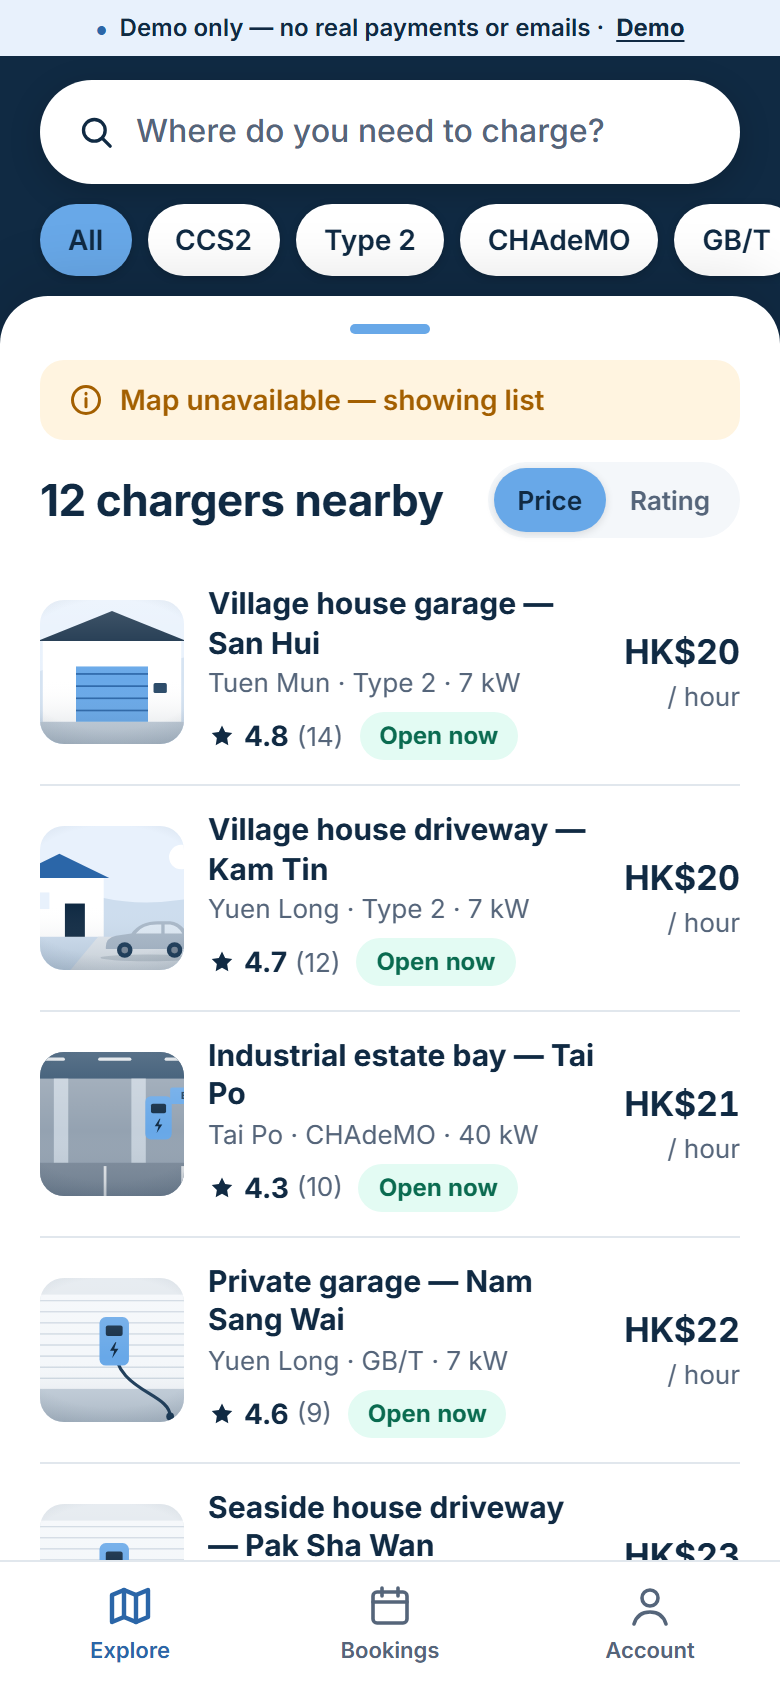 Demo only — no real payments or emails · Demo
Where do you need to charge?
All CCS2 Type 2 CHAdeMO GB/T
Map unavailable — showing list
12 chargers nearby
Price Rating
Village house garage —
San Hui
Tuen Mun · Type 2 · 7 kW
4.8 (14) Open now
HK$20
/ hour
Village house driveway —
Kam Tin
Yuen Long · Type 2 · 7 kW
4.7 (12) Open now
HK$20
/ hour
Industrial estate bay — Tai
Po
Tai Po · CHAdeMO · 40 kW
4.3 (10) Open now
HK$21
/ hour
Private garage — Nam
Sang Wai
Yuen Long · GB/T · 7 kW
4.6 (9) Open now
HK$22
/ hour
Seaside house driveway
— Pak Sha Wan
HK$23
Explore Bookings Account